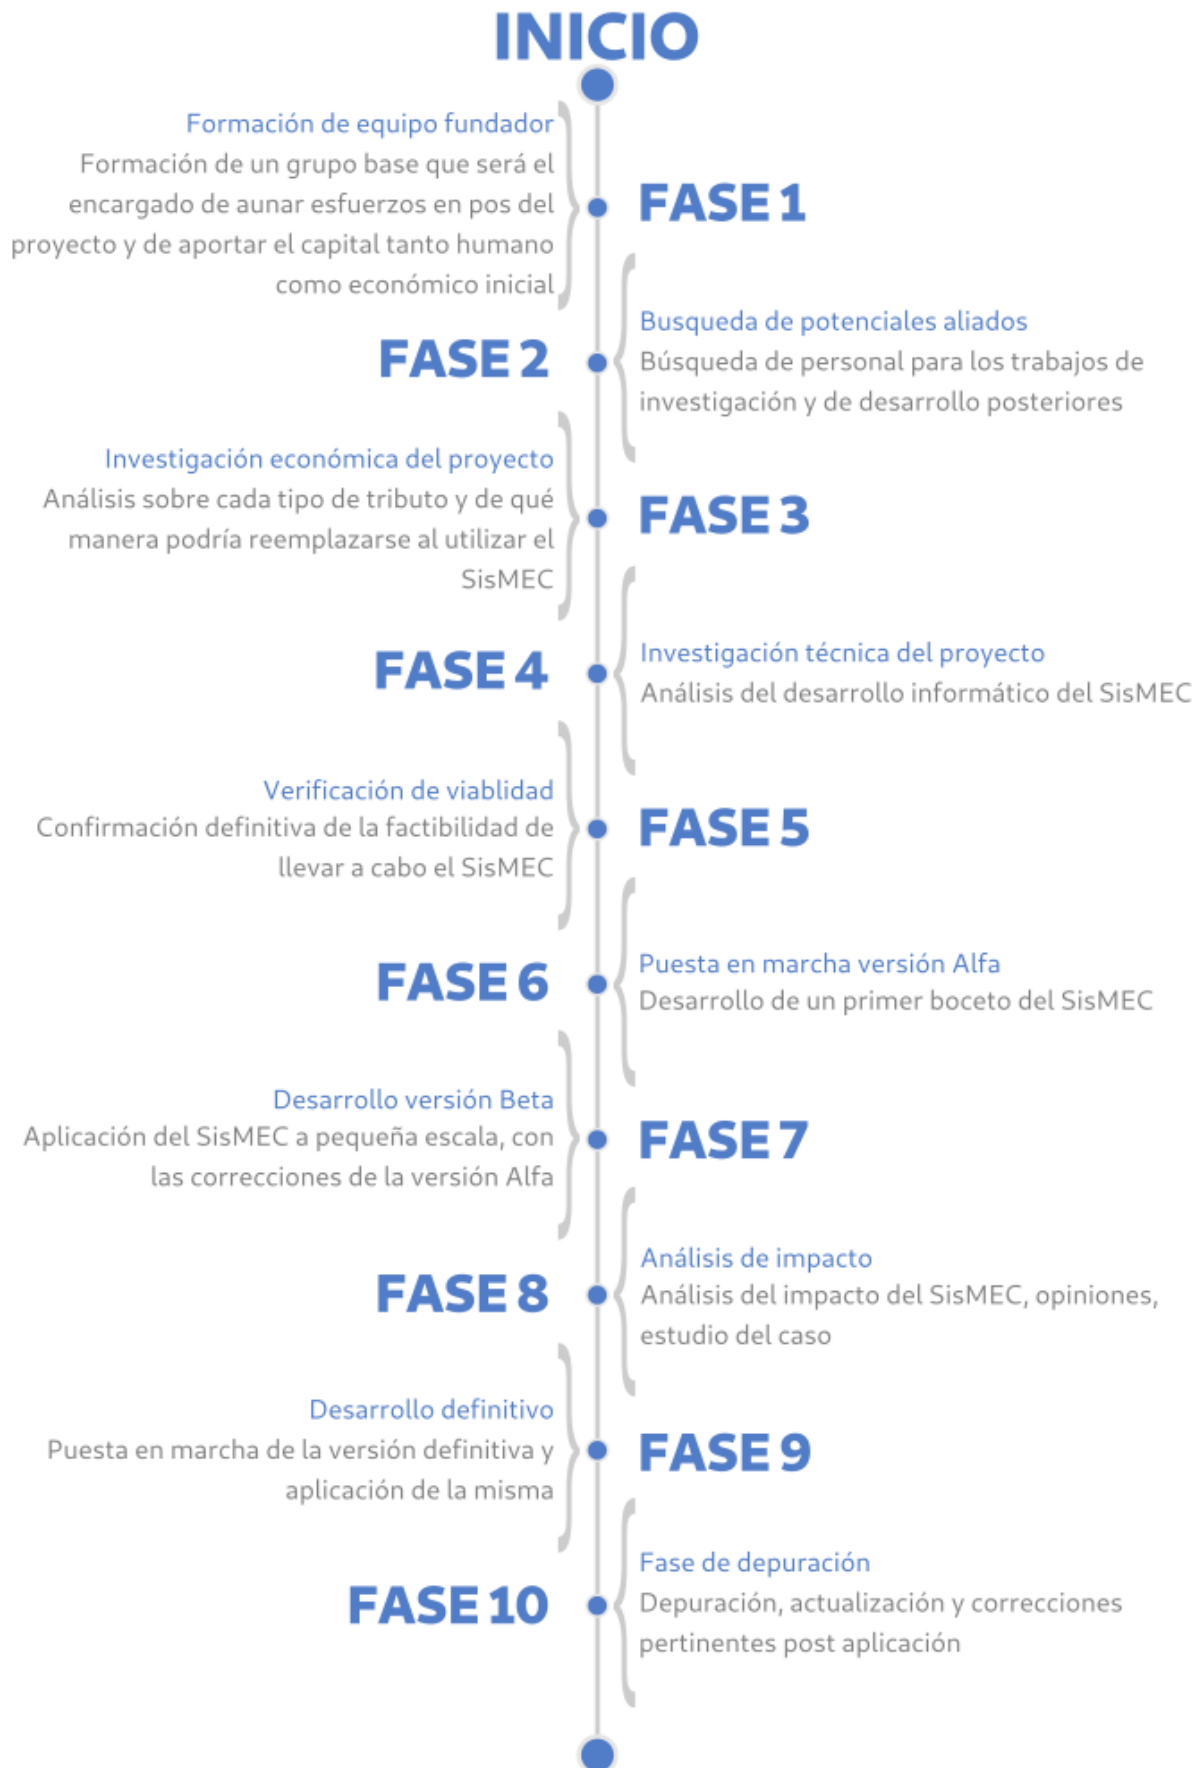 INICIO
Formación de equipo fundador
Formación de un grupo base que será el
encargado de aunar esfuerzos en pos del
proyecto y de aportar el capital tanto humano
como económico inicial
FASE 1
FASE 2
Busqueda de potenciales aliados
Búsqueda de personal para los trabajos de
investigación y de desarrollo posteriores
Investigación económica del proyecto
Análisis sobre cada tipo de tributo y de qué
manera podría reemplazarse al utilizar el
SisMEC
FASE 3
FASE 4
Investigación técnica del proyecto
Análisis del desarrollo informático del SisMEC
Verificación de viablidad
Confirmación definitiva de la factibilidad de
llevar a cabo el SisMEC
FASE 5
FASE 6
Puesta en marcha versión Alfa
Desarrollo de un primer boceto del SisMEC
Desarrollo versión Beta
Aplicación del SisMEC a pequeña escala, con
las correcciones de la versión Alfa
FASE 7
FASE 8
Análisis de impacto
Análisis del impacto del SisMEC, opiniones,
estudio del caso
Desarrollo definitivo
Puesta en marcha de la versión definitiva y
aplicación de la misma
FASE 9
FASE 10
Fase de depuración
Depuración, actualización y correcciones
pertinentes post aplicación